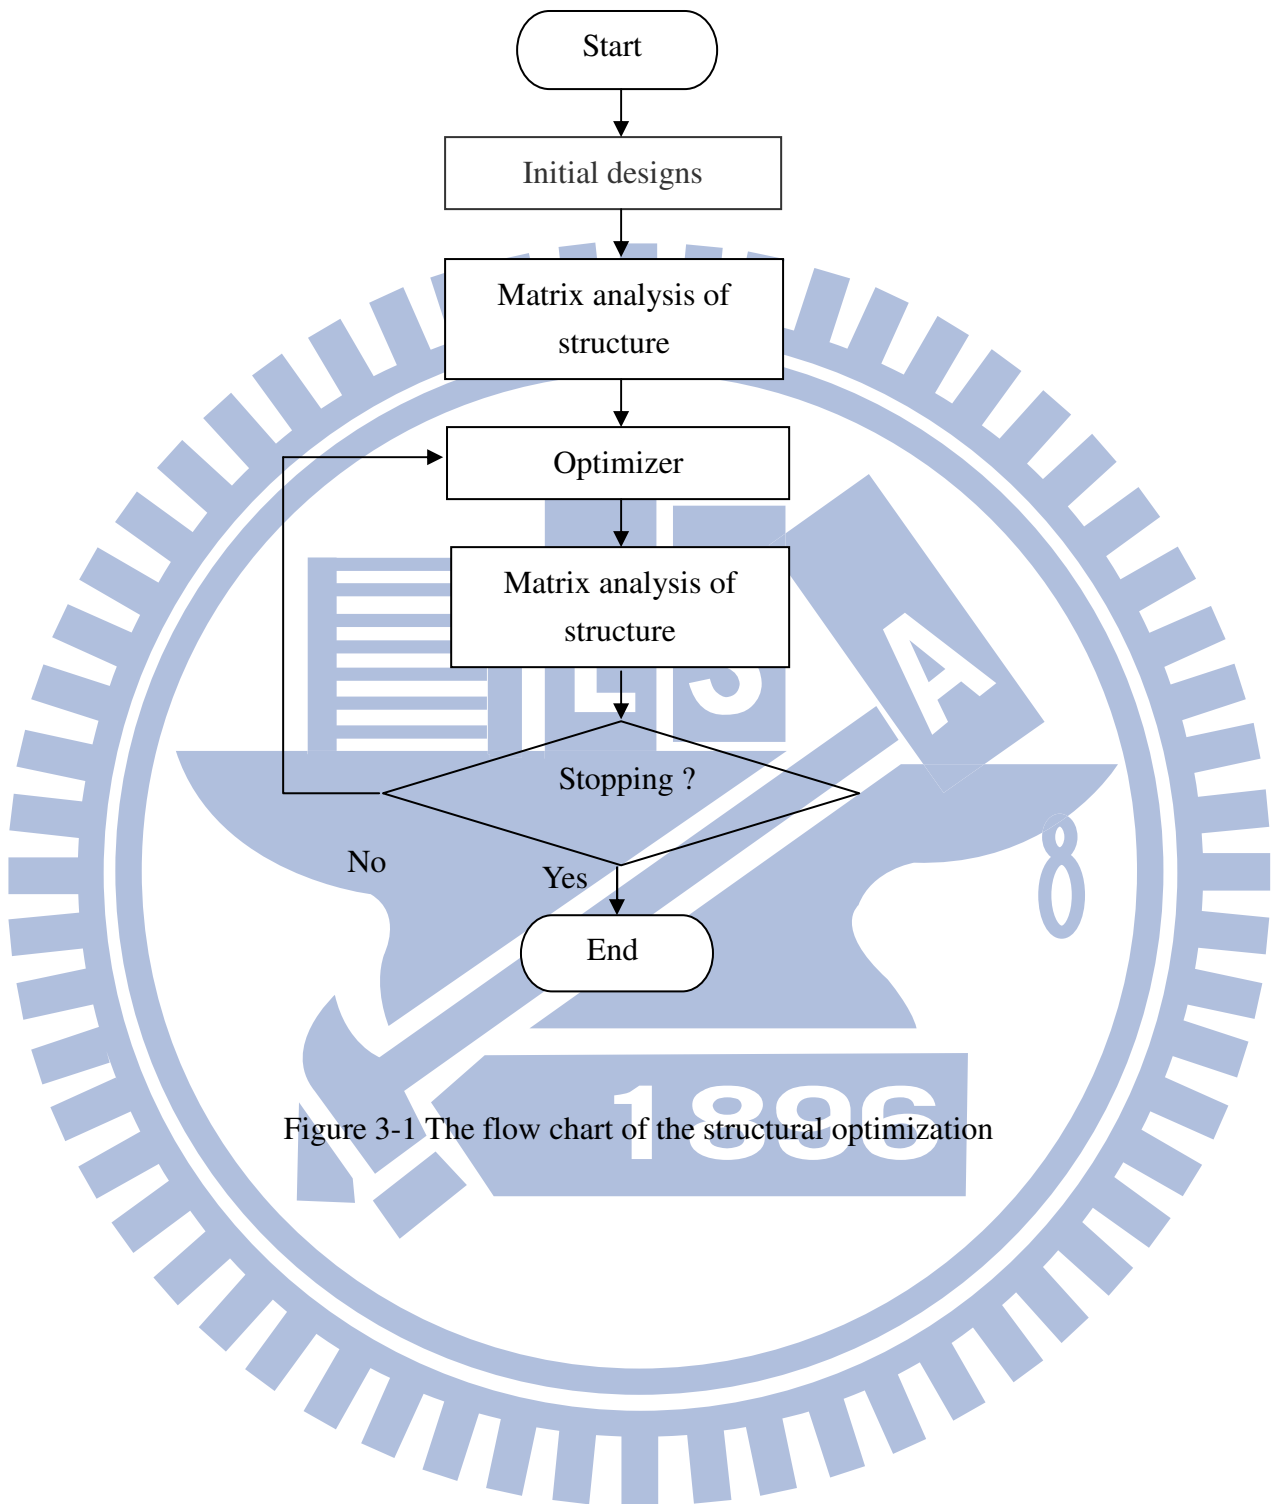 Start
Initial designs
Matrix analysis of
structure
Optimizer
Matrix analysis of
structure
E S A
Stopping ?
No
Yes
8
End
1896
Figure 3-1 The flow chart of the structural optimization